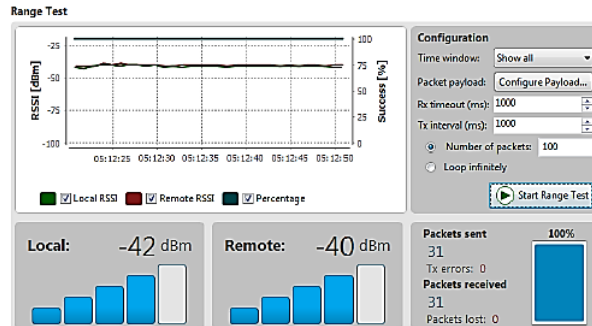 Range Test
RSSI [dBm]
-25
-50
-75
-100
100
75
50
25
0
Success [%]
05:12:25 05:12:30 05:12:35 05:12:40 05:12:45 05:12:50
Local RSSI Remote RSSI Percentage
Configuration
Time window: Show all
Packet payload: Configure Payload...
Rx timeout (ms): 1000
Tx interval (ms): 1000
Number of packets: 100
Loop infinitely
Start Range Test
Local: -42 dBm
Remote: -40 dBm
Packets sent
31
Tx errors: 0
Packets received
31
Packets lost: 0
100%